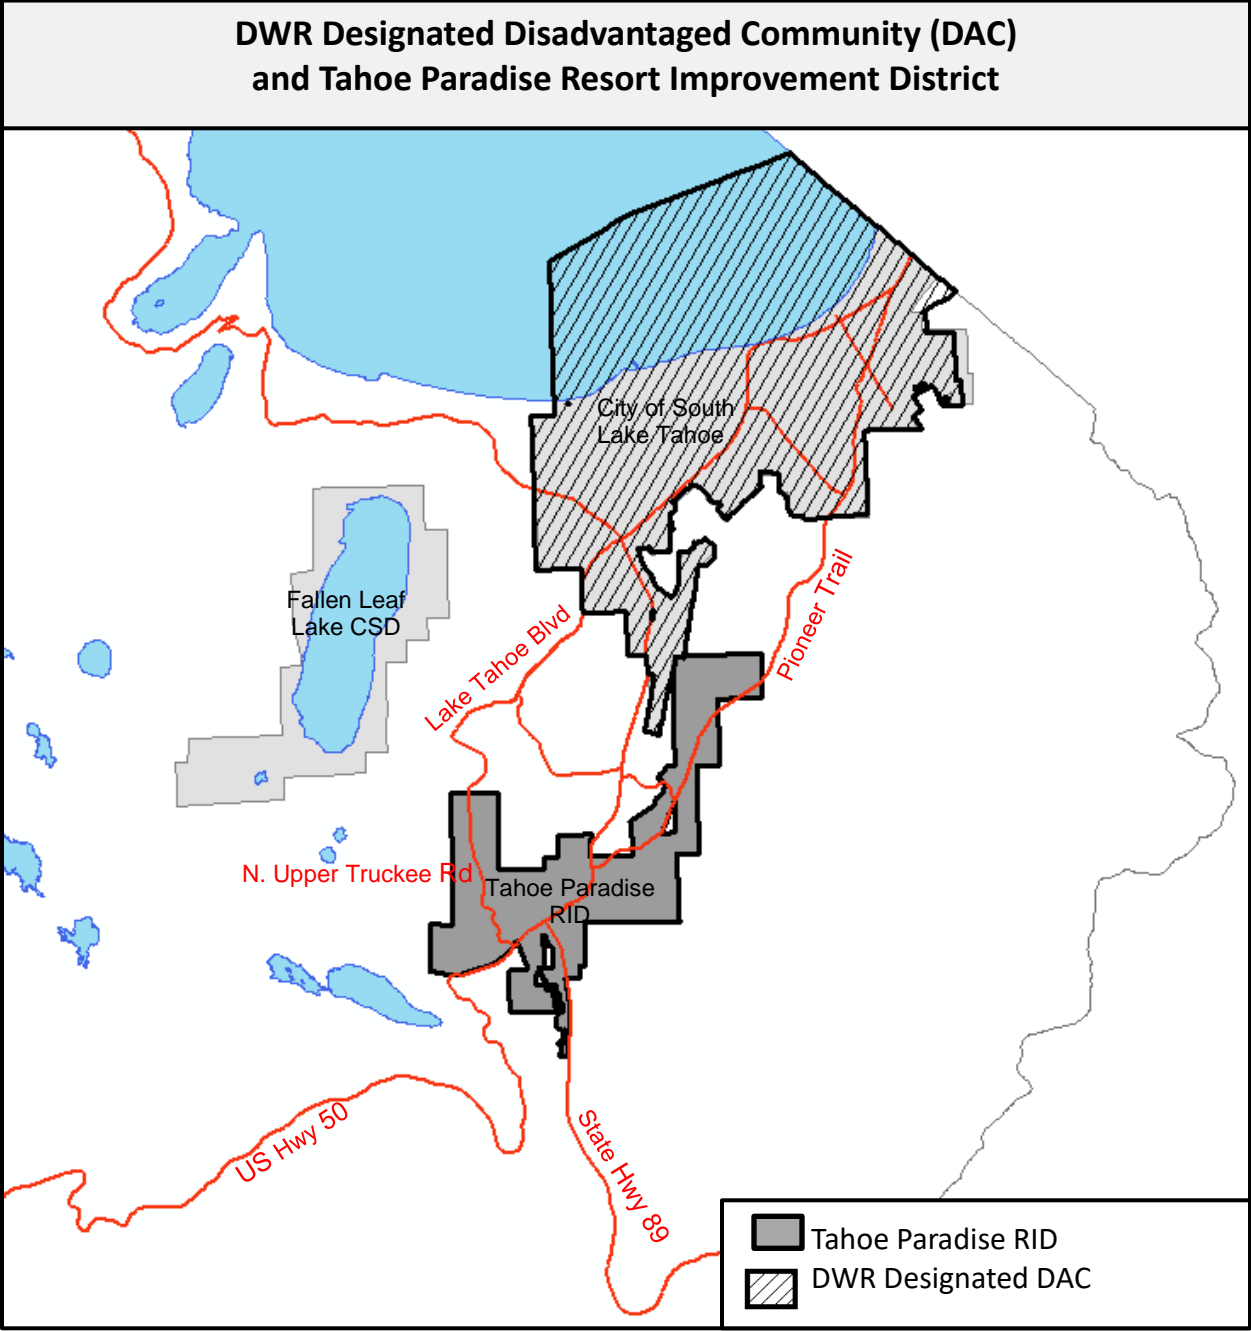 DWR Designated Disadvantaged Community (DAC)
and Tahoe Paradise Resort Improvement District
City of South
Lake Tahoe
Pioneer Trail
Fallen Leaf
Lake CSD
Lake Tahoe Blvd
N. Upper Truckee Rd
Tahoe Paradise
RID
US Hwy 50
State Hwy 89
Tahoe Paradise RID
DWR Designated DAC